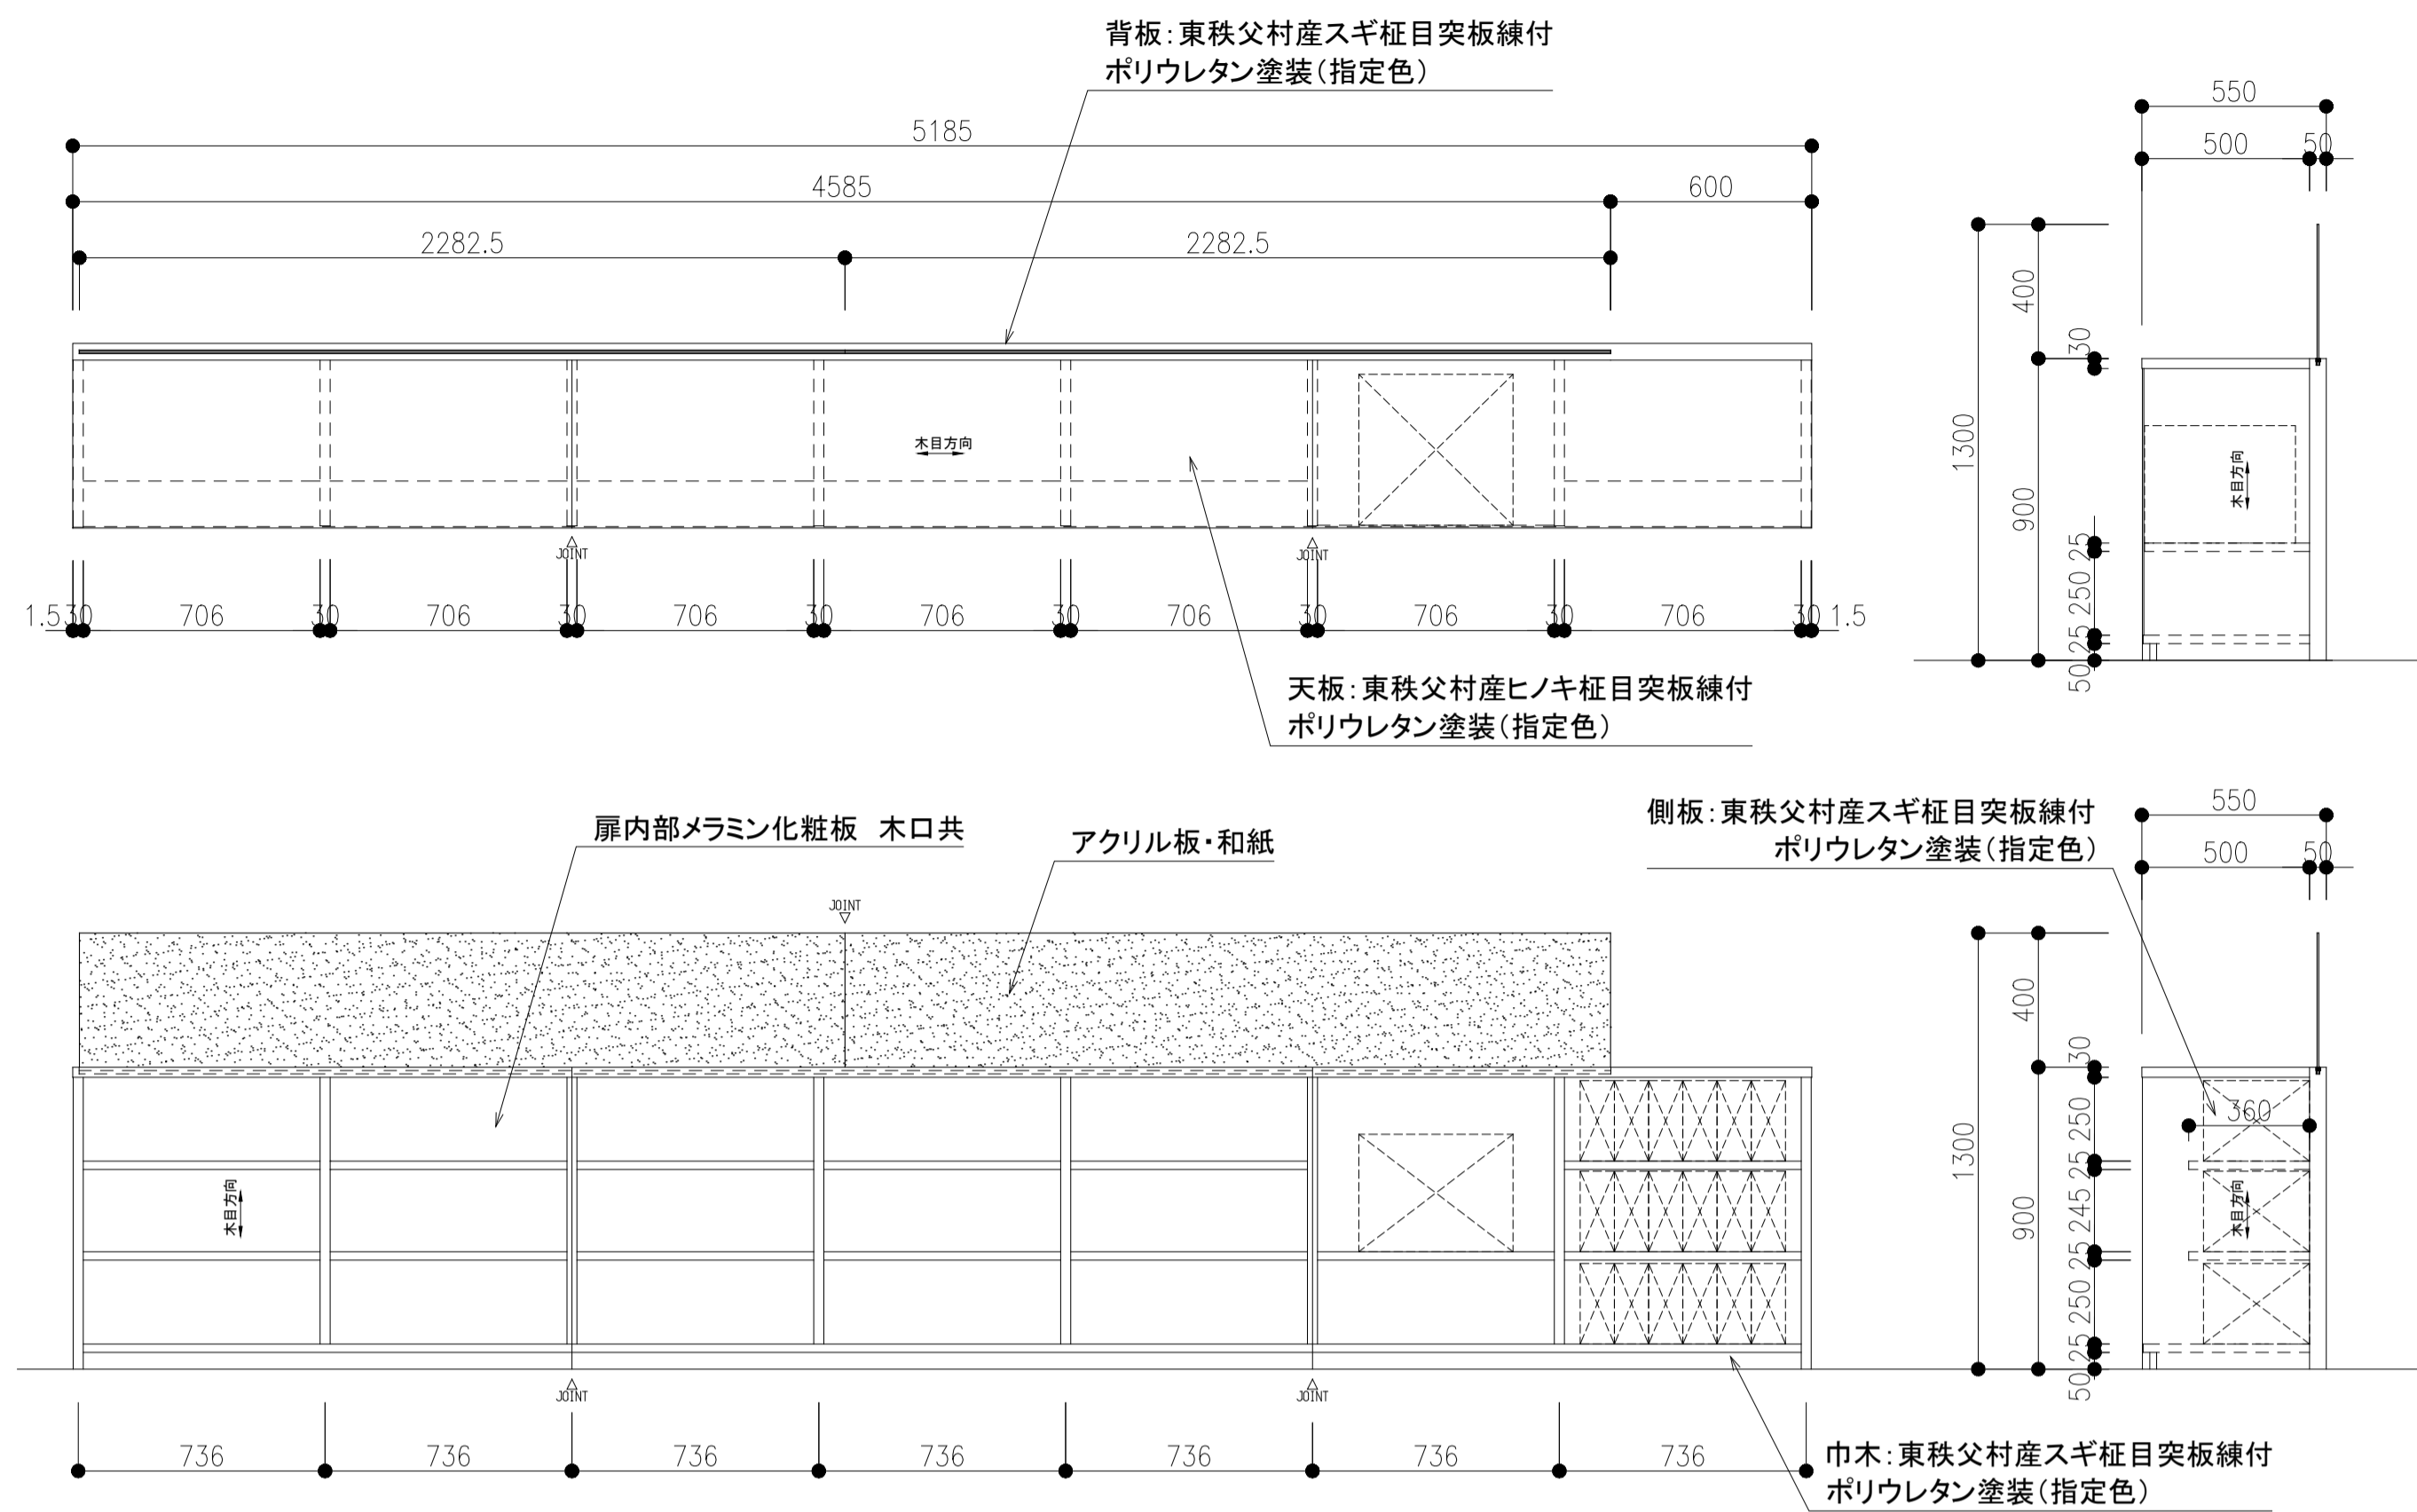 背板:東秩父村産スギ柾目突板練付
ポリウレタン塗装(指定色)
5185
4585
600
2282.5
2282.5
550
500
50
木目方向
JOINT
JOINT
1.5
30
706
30
706
30
706
30
706
30
706
30
706
30
706
30
1.5
1300
400
900
30
25
250
25
50
木目方向
天板:東秩父村産ヒノキ柾目突板練付
ポリウレタン塗装(指定色)
扉内部メラミン化粧板 木口共
アクリル板・和紙
側板:東秩父村産スギ柾目突板練付
ポリウレタン塗装(指定色)
550
500
50
JOINT
木目方向
JOINT
JOINT
736
736
736
736
736
736
736
1300
400
900
30
250
25
245
25
250
25
50
360
木目方向
巾木:東秩父村産スギ柾目突板練付
ポリウレタン塗装(指定色)